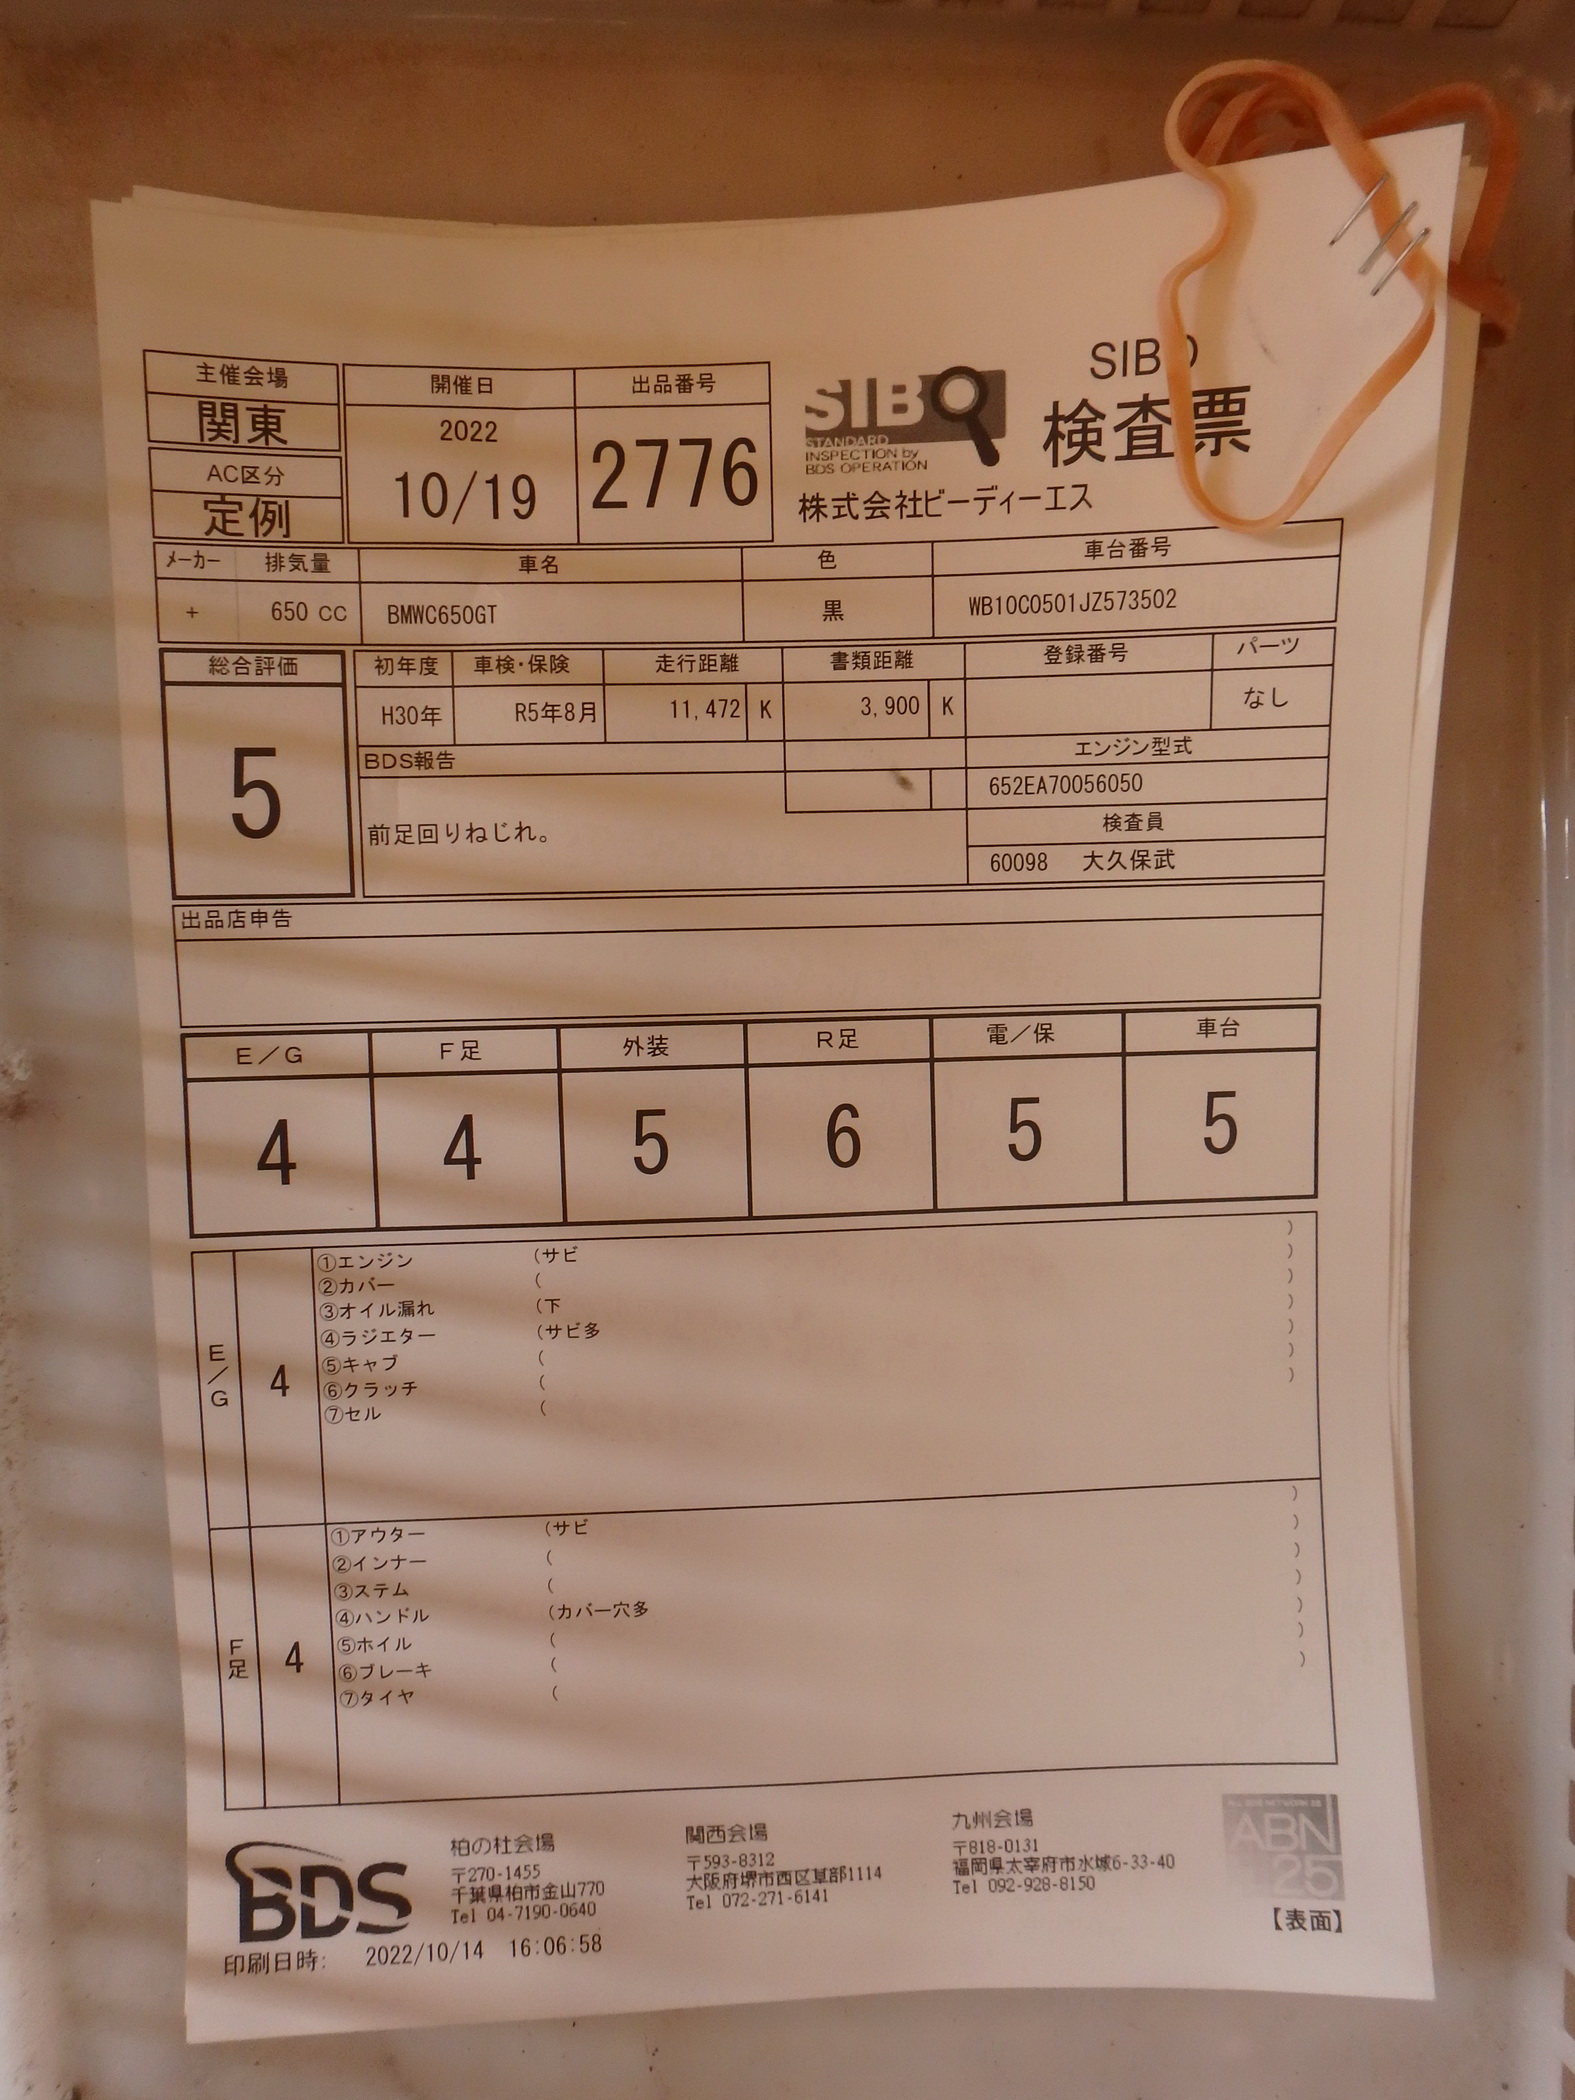 主催会場
関東
AC区分
定例
開催日
2022
10/19
出品番号
2776
SIB
STANDARD
INSPECTION by
BDS OPERATION
検査票
株式会社ビーディーエス
メーカー 排気量 車名 色 車台番号
+ 650 CC BMWC650GT 黒 WB10C0501JZ573502
総合評価 初年度 車検・保険 走行距離 書類距離 登録番号 パーツ
5 H30年 R5年8月 11,472 K 3,900 K なし
BDS報告 エンジン型式
652EA70056050
前足回りねじれ。 検査員
60098 大久保武
出品店申告
E/G F足 外装 R足 電/保 車台
4 4 5 6 5 5
E/G 4
①エンジン (サビ )
②カバー ( )
③オイル漏れ (下 )
④ラジエター (サビ多 )
⑤キャブ ( )
⑥クラッチ ( )
⑦セル ( )
F足 4
①アウター (サビ )
②インナー ( )
③ステム ( )
④ハンドル (カバー穴多 )
⑤ホイル ( )
⑥ブレーキ ( )
⑦タイヤ ( )
BDS
柏の杜会場
〒270-1455
千葉県柏市金山770
Tel 04-7190-0640
関西会場
〒593-8312
大阪府堺市西区草部1114
Tel 072-271-6141
九州会場
〒818-0131
福岡県太宰府市水城6-33-40
Tel 092-928-8150
ABN
25
【表面】
印刷日時: 2022/10/14 16:06:58